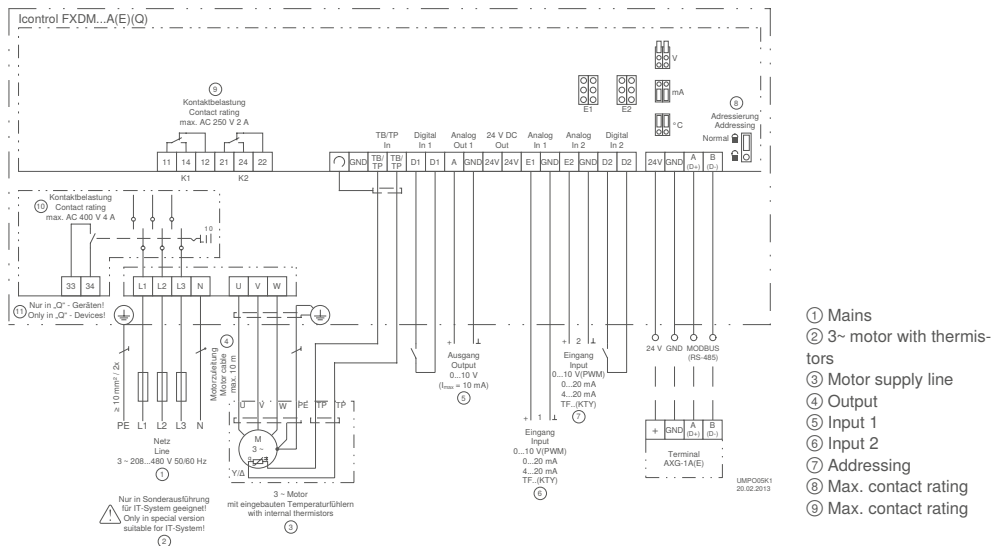 Icontrol FXDM...A(E)(Q)
V
mA
°C
E1 E2
⑧
Adressierung
Addressing
Normal
⑨
Kontaktbelastung
Contact rating
max. AC 250 V 2 A
11 14 12 21 24 22
K1 K2
TB/TP In
Digital In 1
Analog Out 1
24 V DC Out
Analog In 1
Analog In 2
Digital In 2
GND TB/TP TB/TP D1 D1 A GND 24V 24V E1 GND E2 GND D2 D2
24V GND A (D+) B (D-)
⑩
Kontaktbelastung
Contact rating
max. AC 400 V 4 A
1 0
33 34
L1 L2 L3 N
U V W
⑪ Nur in „Q“ - Geräten!
Only in „Q“ - Devices!
≥ 10 mm² / 2x
PE L1 L2 L3 N
Netz
Line
3 ~ 208...480 V 50/60 Hz
①
Nur in Sonderausführung
für IT-System geeignet!
Only in special version
suitable for IT-System!
②
④
Motorzuleitung
Motor cable
max. 10 m
U V W PE TP TP
M
3 ~
Y/Δ
3 ~ Motor
mit eingebauten Temperaturfühlern
with internal thermistors
③
+ ⊥
Ausgang
Output
0...10 V
(Imax = 10 mA)
⑤
+ 1 ⊥
Eingang
Input
0...10 V(PWM)
0...20 mA
4...20 mA
TF..(KTY)
⑥
+ 2 ⊥
Eingang
Input
0...10 V(PWM)
0...20 mA
4...20 mA
TF..(KTY)
⑦
24 V GND MODBUS
(RS-485)
+ GND A (D+) B (D-)
Terminal
AXG-1A(E)
UMPO05K1
20.02.2013
① Mains
② 3~ motor with thermis-
tors
③ Motor supply line
④ Output
⑤ Input 1
⑥ Input 2
⑦ Addressing
⑧ Max. contact rating
⑨ Max. contact rating